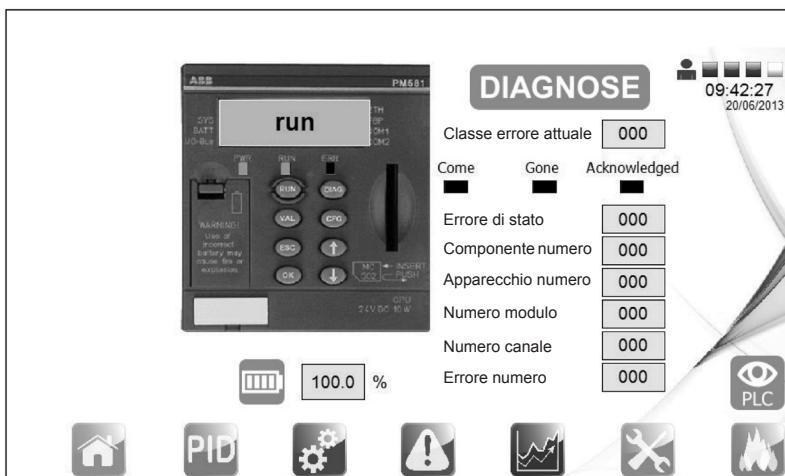 ABB
PM581
DIAGNOSE
09:42:27
20/06/2013
run
SYS
BATT
I/O-Bus
ETH
FBP
COM1
COM2
PWR RUN ERR
RUN DIAG
VAL CFG
ESC
OK
WARNING!
Use of
incorrect
battery may
cause fire or
explosion.
MC
502
INSERT
PUSH
CPU
24V DC 10W
Classe errore attuale 000
Come Gone Acknowledged
Errore di stato 000
Componente numero 000
Apparecchio numero 000
Numero modulo 000
Numero canale 000
Errore numero 000
100.0 %
PLC
PID